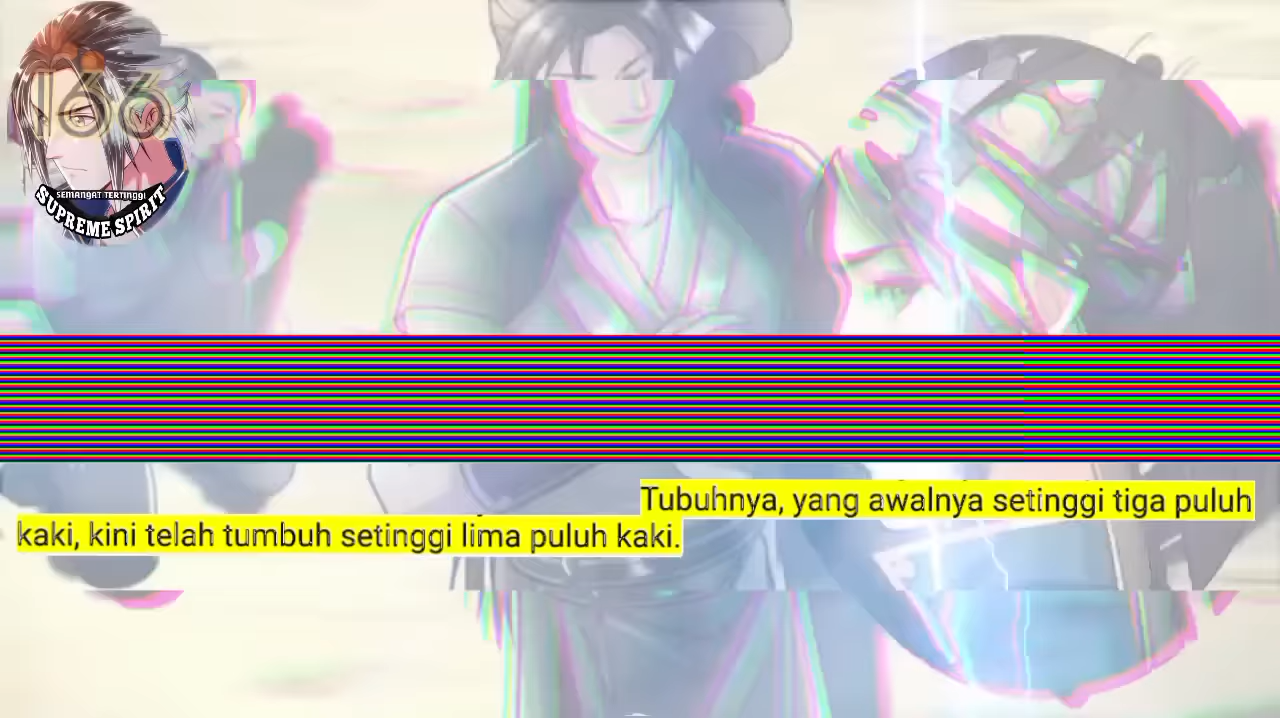 166
SEMANGAT TERTINGGI
SUPREME SPIRIT
Tubuhnya, yang awalnya setinggi tiga puluh
kaki, kini telah tumbuh setinggi lima puluh kaki.